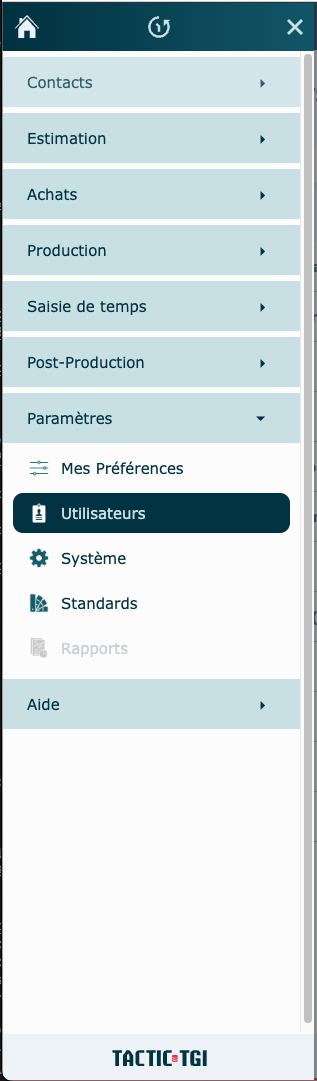 Contacts
Estimation
Achats
Production
Saisie de temps
Post-Production
Paramètres
Mes Préférences
Utilisateurs
Système
Standards
Rapports
Aide
TACTIC TGI